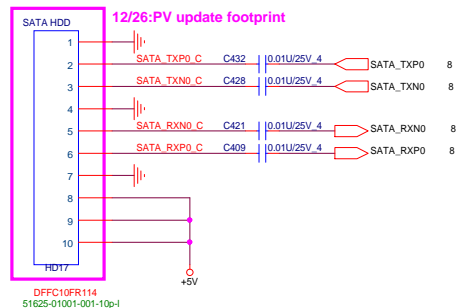 12/26:PV update footprint
SATA HDD
1
2 SATA_TXP0_C C432 0.01U/25V_4 SATA_TXP0 8
3 SATA_TXN0_C C428 0.01U/25V_4 SATA_TXN0 8
4
5 SATA_RXN0_C C421 0.01U/25V_4 SATA_RXN0 8
6 SATA_RXP0_C C409 0.01U/25V_4 SATA_RXP0 8
7
8
9
10
HD17
+5V
DFFC10FR114
51625-01001-001-10p-l